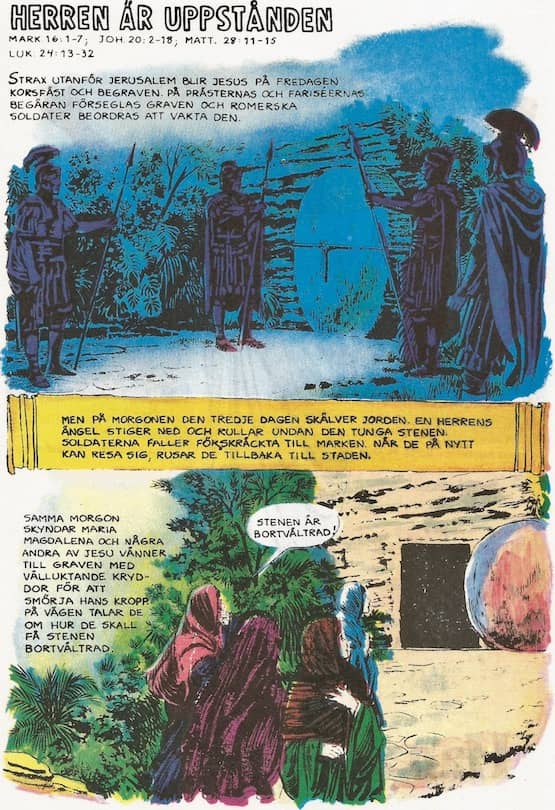 HERREN ÄR UPPSTÅNDEN
MARK 16:1-7; JOH. 20:2-18; MATT. 28:11-15
LUK. 24:13-32
STRAX UTANFÖR JERUSALEM BLIR JESUS PÅ FREDAGEN
KORSFÄST OCH BEGRAVEN. PÅ PRÄSTERNAS OCH FARISÉERNAS
BEGÄRAN FÖRSEGLAS GRAVEN OCH ROMERSKA
SOLDATER BEORDRAS ATT VAKTA DEN.
MEN PÅ MORGONEN DEN TREDJE DAGEN SKÄLVER JORDEN. EN HERRENS
ÄNGEL STIGER NED OCH RULLAR UNDAN DEN TUNGA STENEN.
SOLDATERNA FALLER FÖRSKRÄCKTA TILL MARKEN. NÄR DE PÅ NYTT
KAN RESA SIG, RUSAR DE TILLBAKA TILL STADEN.
SAMMA MORGON
SKYNDAR MARIA
MAGDALENA OCH NÅGRA
ANDRA AV JESU VÄNNER
TILL GRAVEN MED
VÄLLUKTANDE KRYD-
DOR FÖR ATT
SMÖRJA HANS KROPP.
PÅ VÄGEN TALAR DE
OM HUR DE SKALL
FÅ STENEN
BORTVÄLTRAD.
STENEN ÄR
BORTVÄLTRAD!